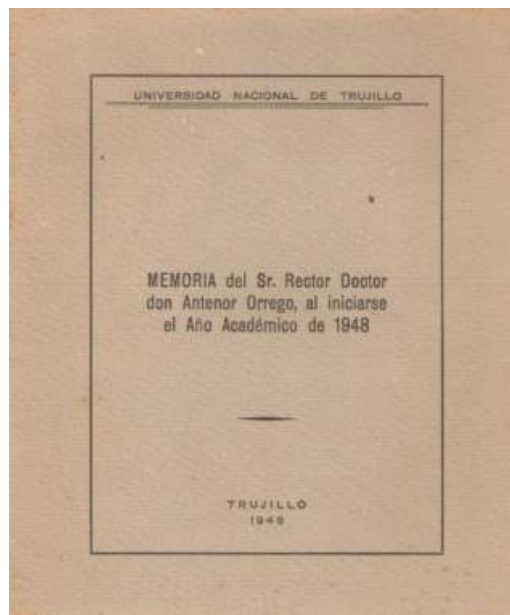 UNIVERSIDAD NACIONAL DE TRUJILLO
MEMORIA del Sr. Rector Doctor
don Antenor Orrego, al iniciarse
el Año Académico de 1948
TRUJILLO
1948